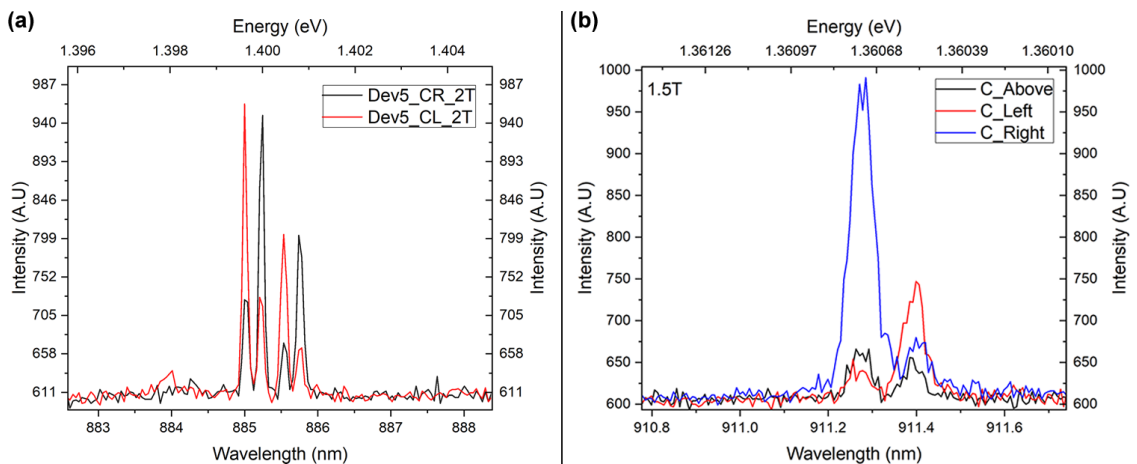 (a)
Energy (eV)
1.396 1.398 1.400 1.402 1.404
987 987
940 940
893 893
846 846
799 799
752 752
705 705
658 658
611 611
Intensity (A.U)
Intensity (A.U)
Dev5_CR_2T
Dev5_CL_2T
883 884 885 886 887 888
Wavelength (nm)
(b)
Energy (eV)
1.36126 1.36097 1.36068 1.36039 1.36010
1000 1000
950 950
900 900
850 850
800 800
750 750
700 700
650 650
600 600
Intensity (A.U)
Intensity (A.U)
1.5T
C_Above
C_Left
C_Right
910.8 911.0 911.2 911.4 911.6
Wavelength (nm)